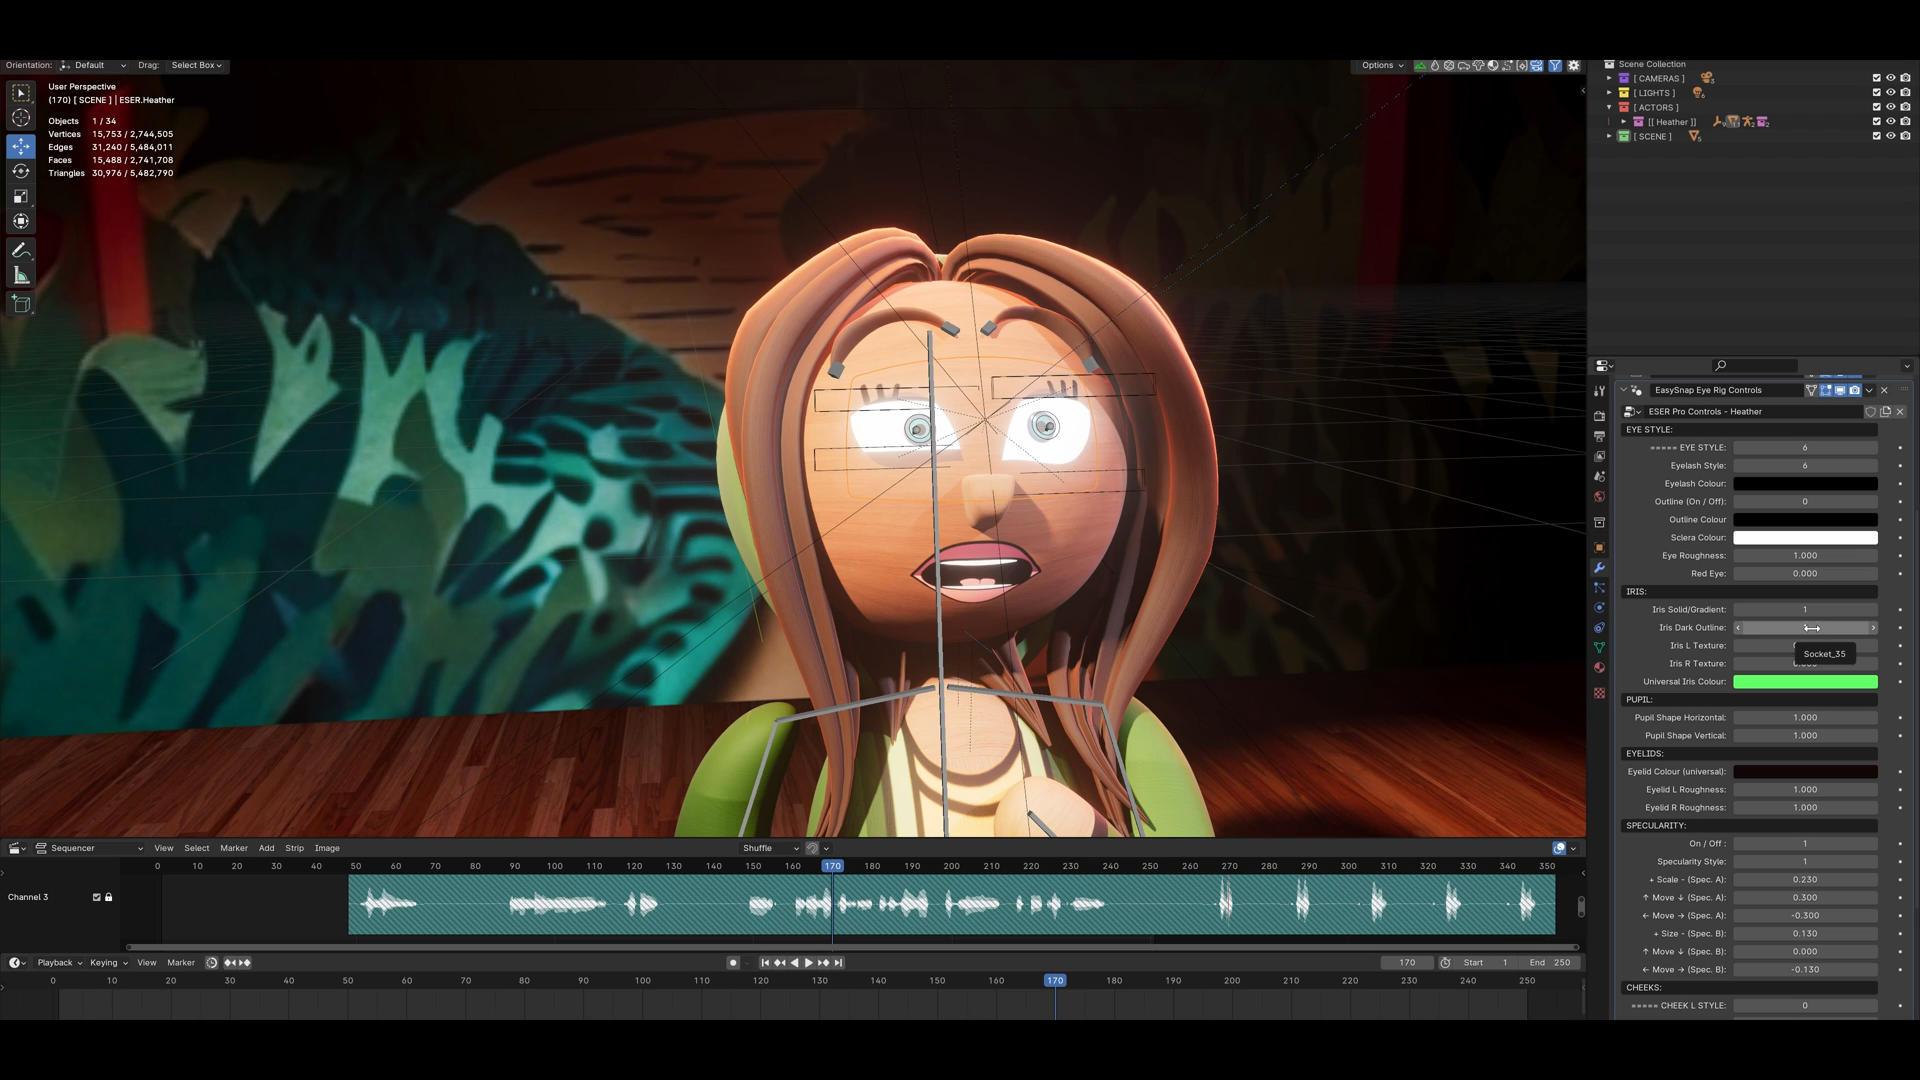 Orientation: Default Drag: Select Box
Options
User Perspective
(170) [ SCENE ] | ESER.Heather
Objects 1 / 34
Vertices 15,753 / 2,744,505
Edges 31,240 / 5,484,011
Faces 15,488 / 2,741,708
Triangles 30,976 / 5,482,790
Scene Collection
[ CAMERAS ] 3
[ LIGHTS ] 6
[ ACTORS ]
[[ Heather ]] 2
[ SCENE ] 5
EasySnap Eye Rig Controls
ESER Pro Controls - Heather
EYE STYLE:
===== EYE STYLE: 6
Eyelash Style: 6
Eyelash Colour:
Outline (On / Off): 0
Outline Colour
Sclera Colour:
Eye Roughness: 1.000
Red Eye: 0.000
IRIS:
Iris Solid/Gradient: 1
Iris Dark Outline:
Iris L Texture:
Socket_35
Iris R Texture:
Universal Iris Colour:
PUPIL:
Pupil Shape Horizontal: 1.000
Pupil Shape Vertical: 1.000
EYELIDS:
Eyelid Colour (universal):
Eyelid L Roughness: 1.000
Eyelid R Roughness: 1.000
SPECULARITY:
On / Off : 1
Specularity Style: 1
+ Scale - (Spec. A): 0.230
↑ Move ↓ (Spec. A): 0.300
← Move → (Spec. A): -0.300
+ Size - (Spec. B): 0.130
↑ Move ↓ (Spec. B): 0.000
← Move → (Spec. B): -0.130
CHEEKS:
===== CHEEK L STYLE: 0
Sequencer View Select Marker Add Strip Image Shuffle
0 10 20 30 40 50 60 70 80 90 100 110 120 130 140 150 160 170 180 190 200 210 220 230 240 250 260 270 280 290 300 310 320 330 340 350
Channel 3
Playback Keying View Marker 170 Start 1 End 250
0 10 20 30 40 50 60 70 80 90 100 110 120 130 140 150 160 170 180 190 200 210 220 230 240 250